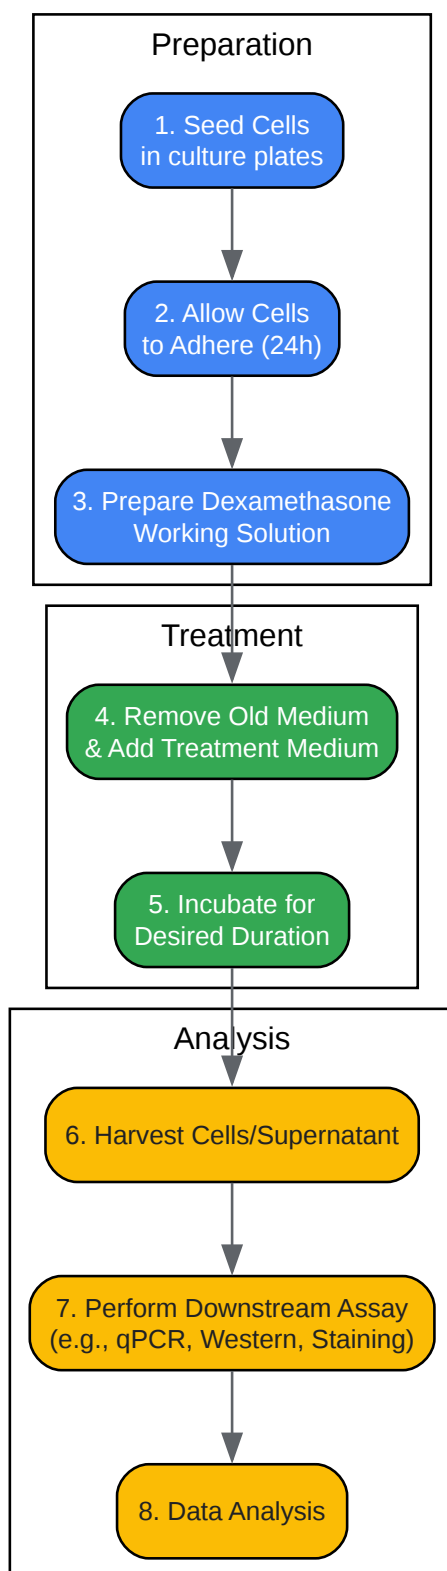 Preparation
1. Seed Cells
in culture plates
2. Allow Cells
to Adhere (24h)
3. Prepare Dexamethasone
Working Solution
Treatment
4. Remove Old Medium
& Add Treatment Medium
5. Incubate for
Desired Duration
Analysis
6. Harvest Cells/Supernatant
7. Perform Downstream Assay
(e.g., qPCR, Western, Staining)
8. Data Analysis